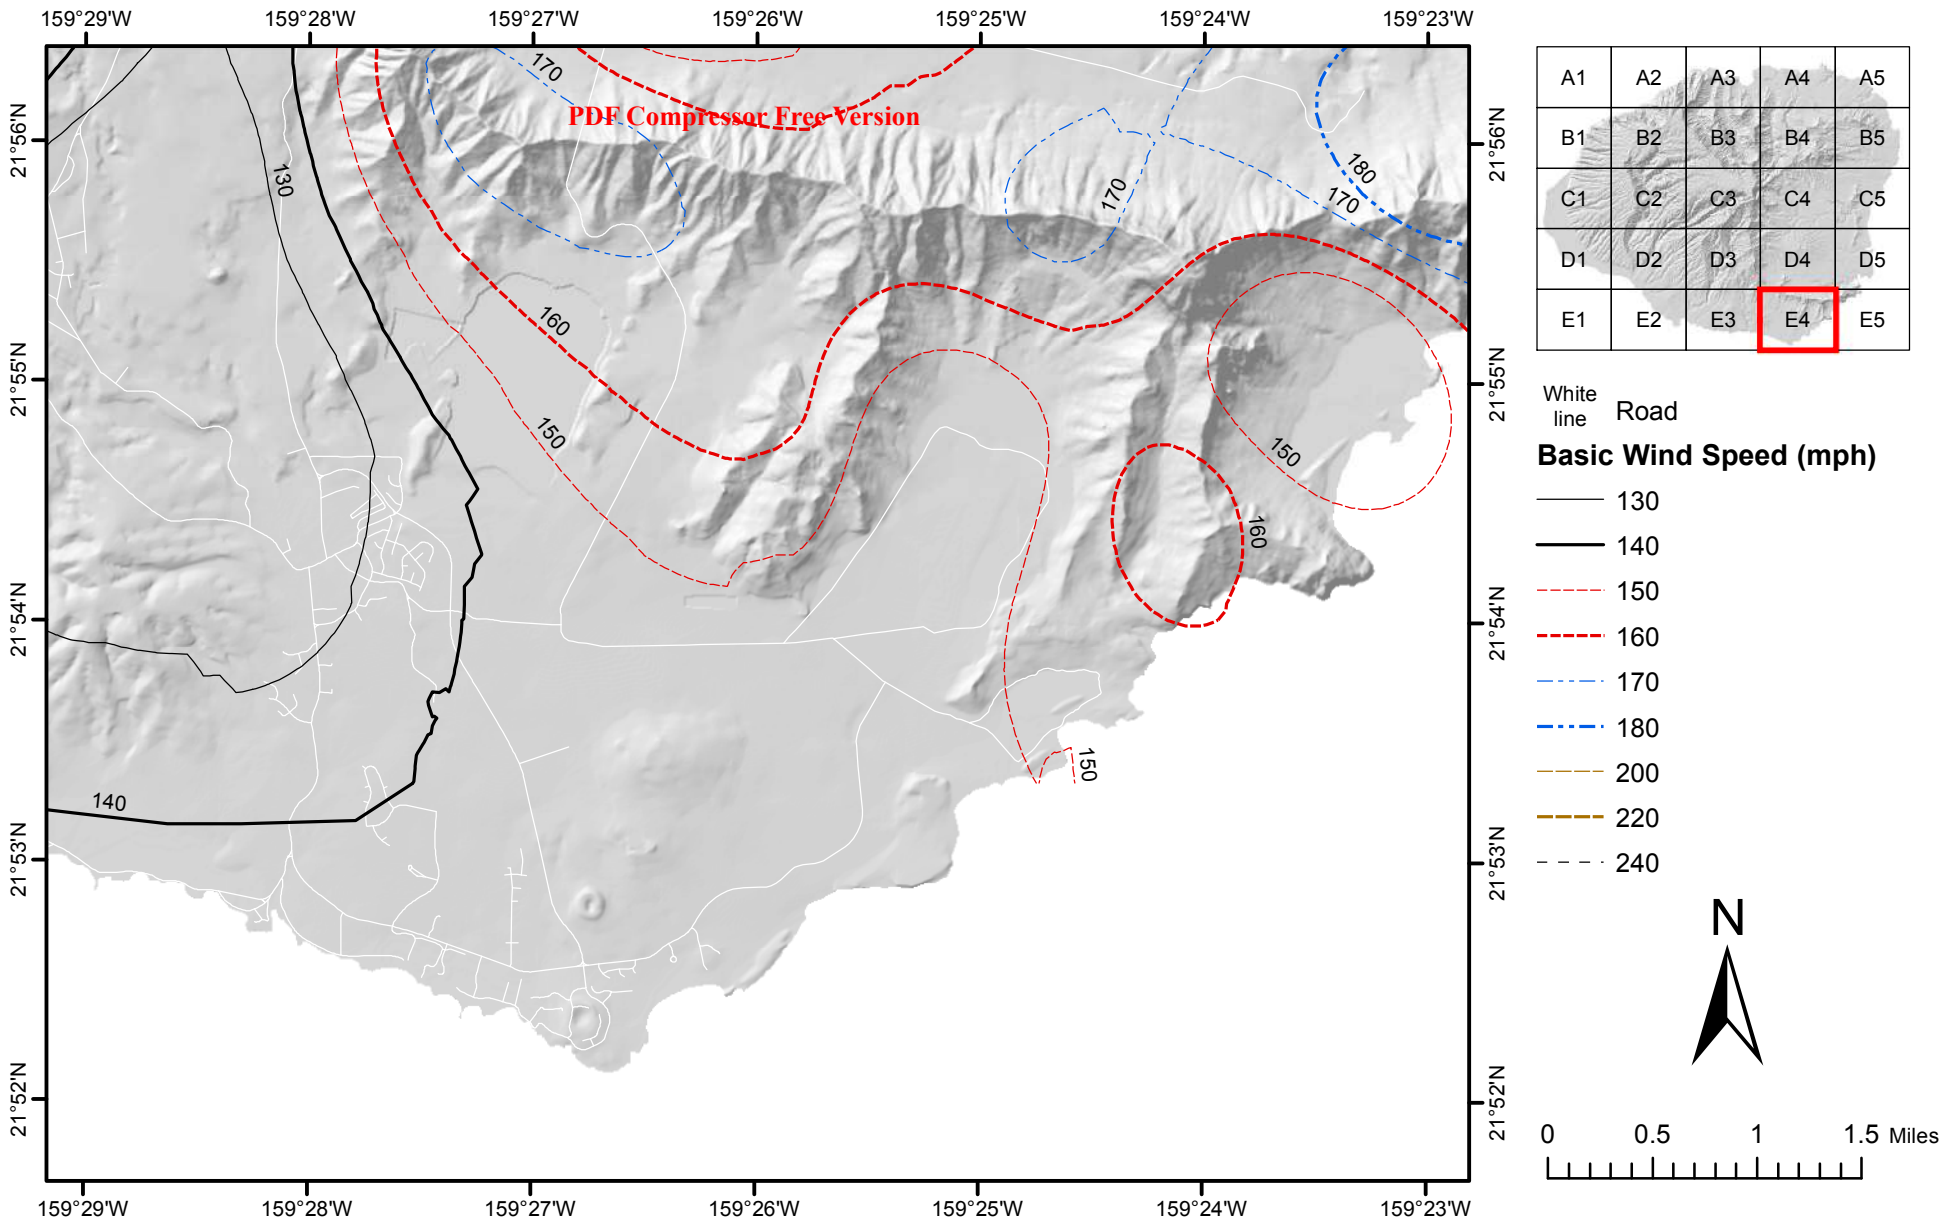 159°29'W 159°28'W 159°27'W 159°26'W 159°25'W 159°24'W 159°23'W
21°56'N
21°55'N
21°54'N
21°53'N
21°52'N
170
PDF Compressor Free Version
130
180
170
170
160
150
150
160
150
140
21°56'N
21°55'N
21°54'N
21°53'N
21°52'N
159°29'W 159°28'W 159°27'W 159°26'W 159°25'W 159°24'W 159°23'W
A1 A2 A3 A4 A5
B1 B2 B3 B4 B5
C1 C2 C3 C4 C5
D1 D2 D3 D4 D5
E1 E2 E3 E4 E5
White
line Road
Basic Wind Speed (mph)
130
140
150
160
170
180
200
220
240
N
0 0.5 1 1.5 Miles